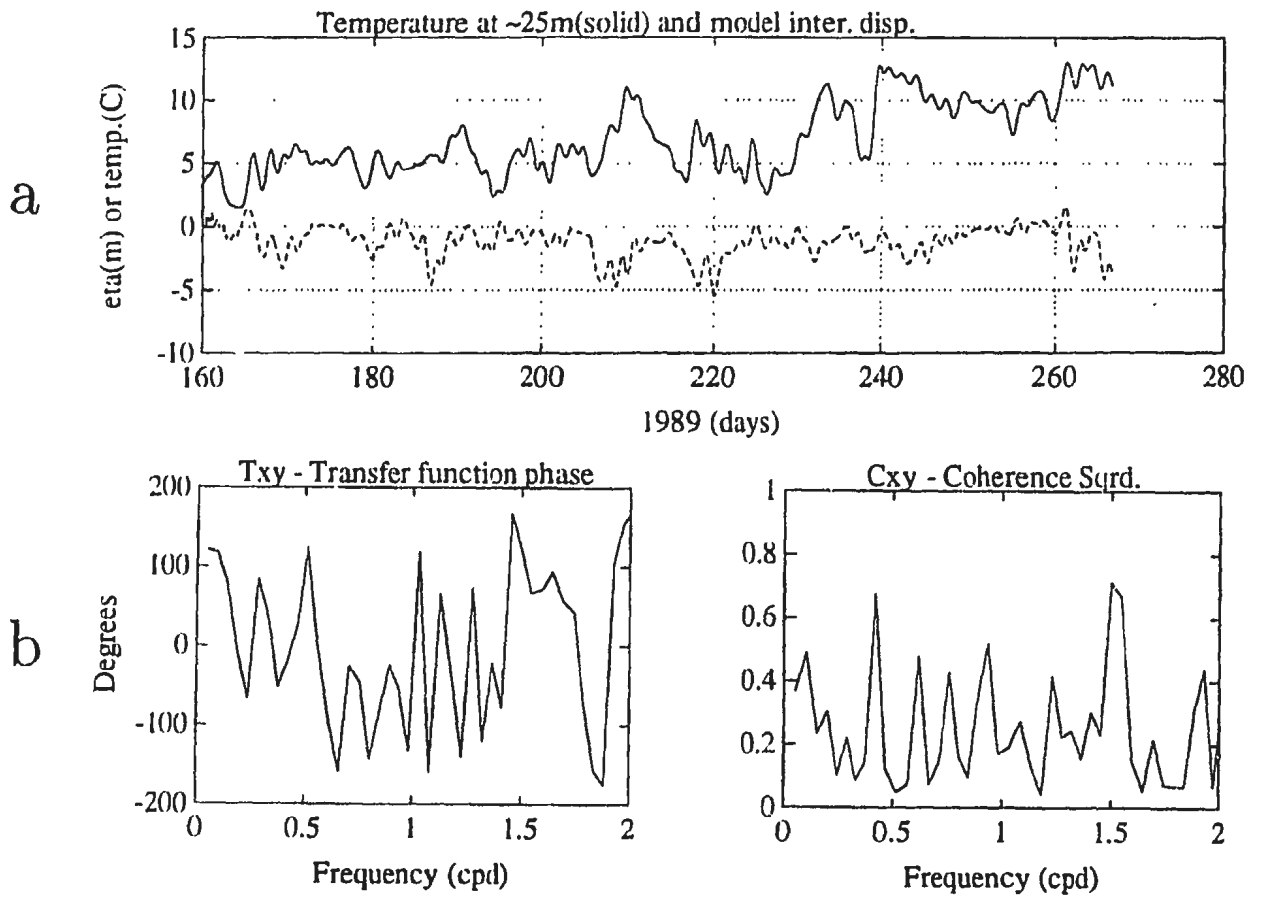 a
Temperature at ~25m(solid) and model inter. disp.
eta(m) or temp.(C)
15
10
5
0
-5
-10
160 180 200 220 240 260 280
1989 (days)
b
Txy - Transfer function phase
Degrees
200
100
0
-100
-200
0 0.5 1 1.5 2
Frequency (cpd)
Cxy - Coherence Sqrd.
1
0.8
0.6
0.4
0.2
0
0 0.5 1 1.5 2
Frequency (cpd)